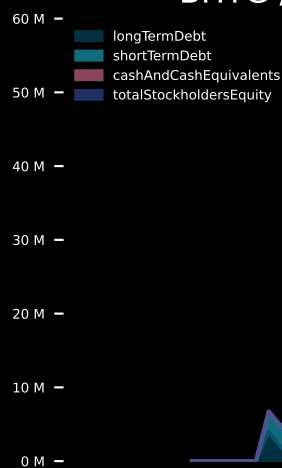 60 M
longTermDebt
shortTermDebt
cashAndCashEquivalents
totalStockholdersEquity
50 M
40 M
30 M
20 M
10 M
0 M